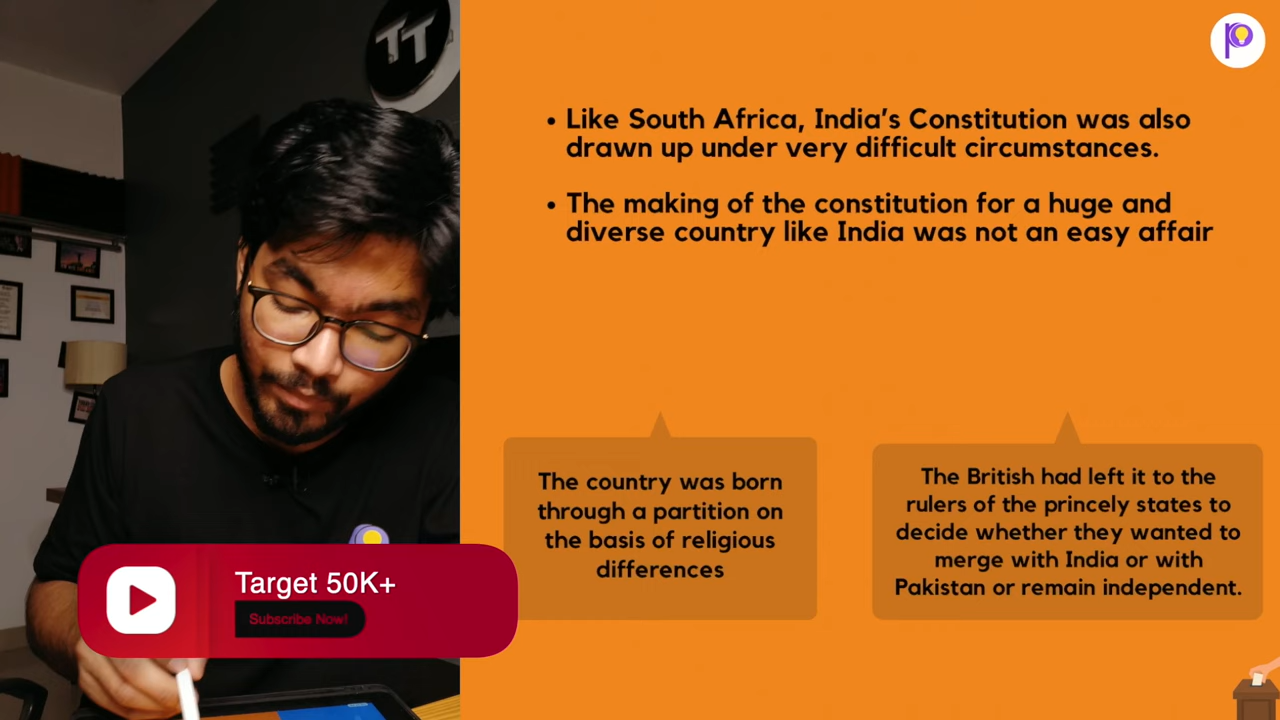 TT
p
• Like South Africa, India's Constitution was also
drawn up under very difficult circumstances.
• The making of the constitution for a huge and
diverse country like India was not an easy affair
The country was born
through a partition on
the basis of religious
differences
The British had left it to the
rulers of the princely states to
decide whether they wanted to
merge with India or with
Pakistan or remain independent.
Target 50K+
Subscribe Now!